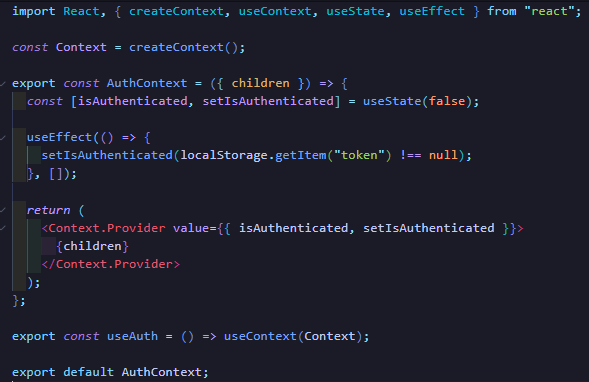 import React, { createContext, useContext, useState, useEffect } from "react";
const Context = createContext();
export const AuthContext = ({ children }) => {
const [isAuthenticated, setIsAuthenticated] = useState(false);
useEffect(() => {
setIsAuthenticated(localStorage.getItem("token") !== null);
}, []);
return (
<Context.Provider value={{ isAuthenticated, setIsAuthenticated }}>
{children}
</Context.Provider>
);
};
export const useAuth = () => useContext(Context);
export default AuthContext;